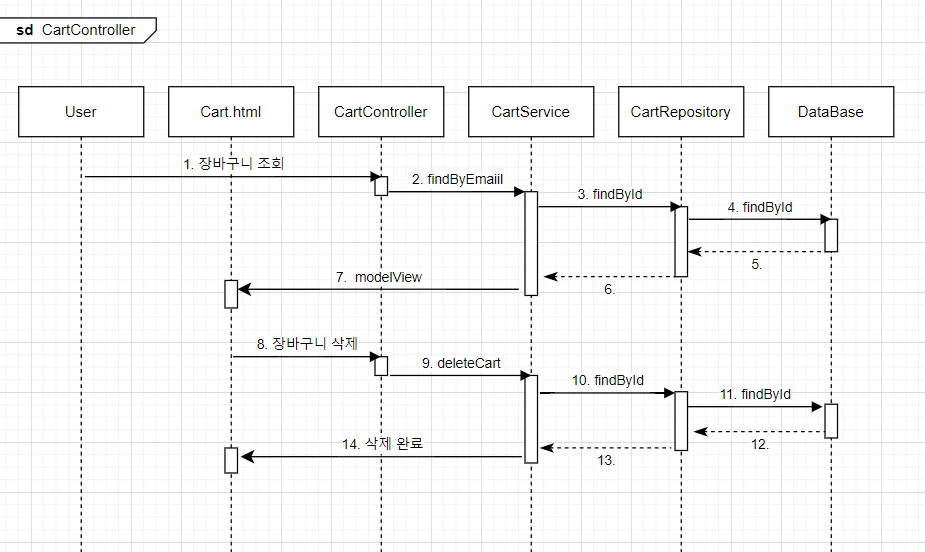 sd CartController
User
Cart.html
CartController
CartService
CartRepository
DataBase
1. 장바구니 조회
2. findByEmaiil
3. findById
4. findById
5.
6.
7. modelView
8. 장바구니 삭제
9. deleteCart
10. findById
11. findById
12.
13.
14. 삭제 완료